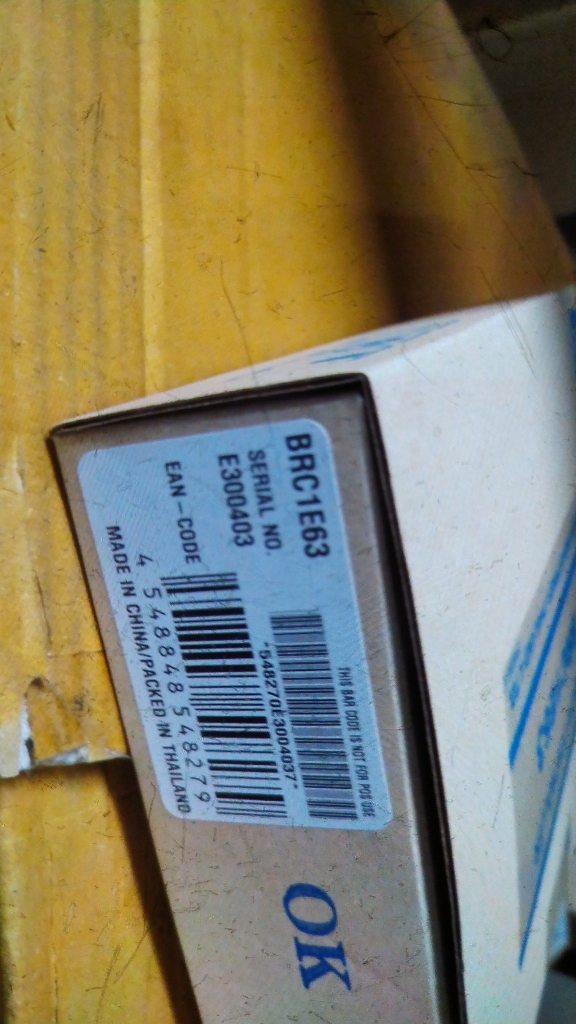 BRC1E63
SERIAL NO.
E300403
THIS BAR CODE IS NOT FOR POS USE
*548270E3004037*
EAN-CODE
4 548848 548279
MADE IN CHINA/PACKED IN THAILAND
OK